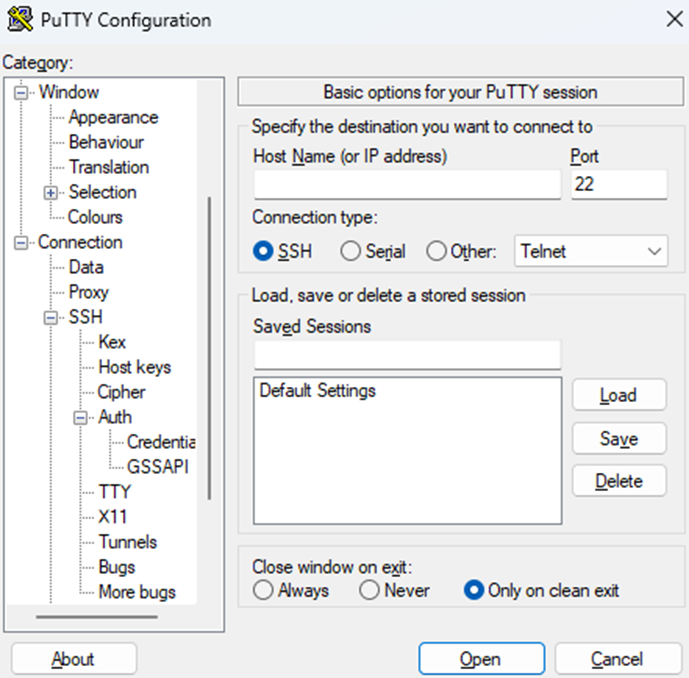 PuTTY Configuration
Category:
Window
Appearance
Behaviour
Translation
Selection
Colours
Connection
Data
Proxy
SSH
Kex
Host keys
Cipher
Auth
Credentia
GSSAPI
TTY
X11
Tunnels
Bugs
More bugs
Basic options for your PuTTY session
Specify the destination you want to connect to
Host Name (or IP address) Port
22
Connection type:
SSH Serial Other: Telnet
Load, save or delete a stored session
Saved Sessions
Default Settings
Load
Save
Delete
Close window on exit:
Always Never Only on clean exit
About Open Cancel